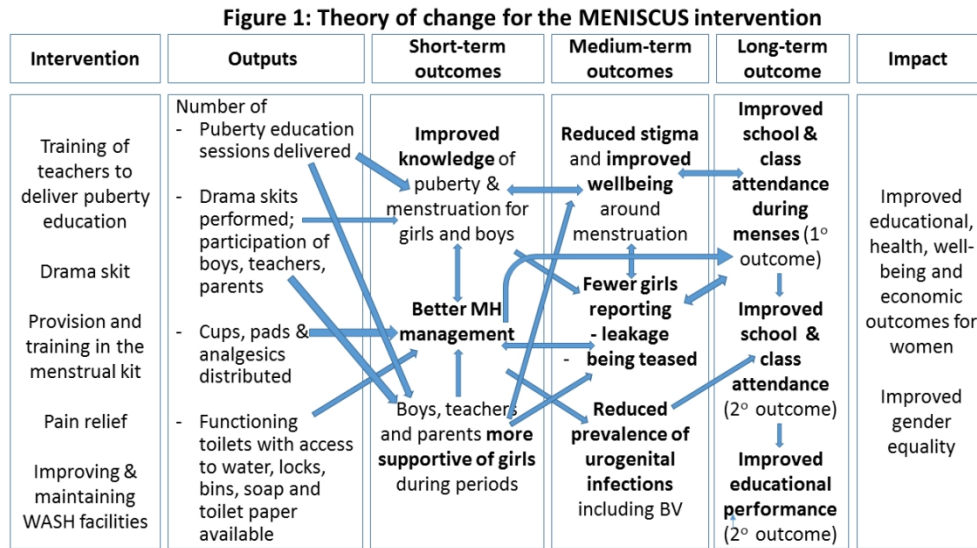 Figure 1: Theory of change for the MENISCUS intervention
Intervention
Outputs
Short-term
outcomes
Medium-term
outcomes
Long-term
outcome
Impact
Training of
teachers to
deliver puberty
education
Drama skit
Provision and
training in the
menstrual kit
Pain relief
Improving &
maintaining
WASH facilities
Number of
- Puberty education
sessions delivered
- Drama skits
performed;
participation of
boys, teachers,
parents
- Cups, pads &
analgesics
distributed
- Functioning
toilets with access
to water, locks,
bins, soap and
toilet paper
available
Improved
knowledge of
puberty &
menstruation for
girls and boys
Better MH
management
Boys, teachers
and parents more
supportive of girls
during periods
Reduced stigma
and improved
wellbeing
around
menstruation
Fewer girls
reporting
- leakage
- being teased
Reduced
prevalence of
urogenital
infections
including BV
Improved
school &
class
attendance
during
menses (1º
outcome)
Improved
school &
class
attendance
(2º outcome)
Improved
educational
performance
(2º outcome)
Improved
educational,
health, well-
being and
economic
outcomes for
women
Improved
gender
equality